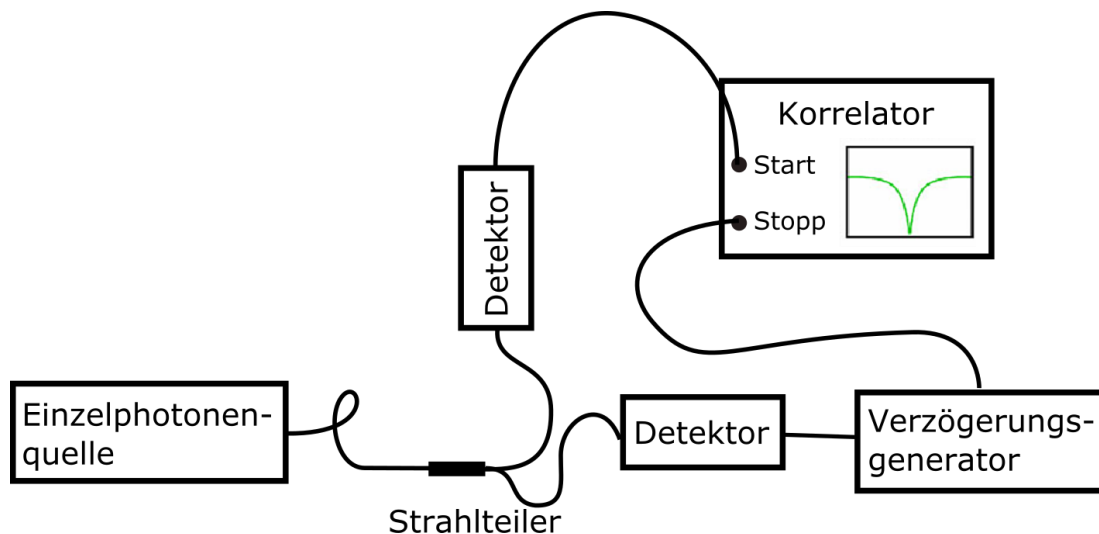 Korrelator
Start
Stopp
Detektor
Einzelphotonen-
quelle
Strahlteiler
Detektor
Verzögerungs-
generator